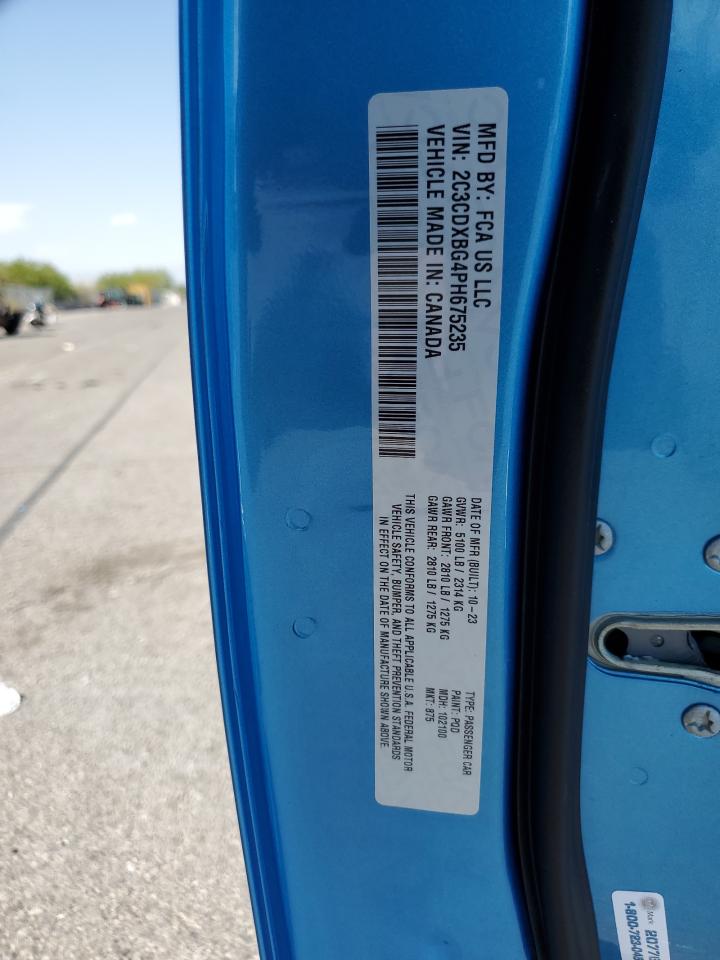 MFD BY: FCA US LLC
VIN: 2C3CDXBG4PH675235
VEHICLE MADE IN: CANADA
DATE OF MFR (BUILT): 10-23
GVWR: 5100 LB / 2314 KG
GAWR FRONT: 2810 LB / 1275 KG
GAWR REAR: 2810 LB / 1275 KG
TYPE: PASSENGER CAR
PAINT: PQD
MDH: 102100
MKT: 875
THIS VEHICLE CONFORMS TO ALL APPLICABLE U.S.A. FEDERAL MOTOR
VEHICLE SAFETY, BUMPER, AND THEFT PREVENTION STANDARDS
IN EFFECT ON THE DATE OF MANUFACTURE SHOWN ABOVE.